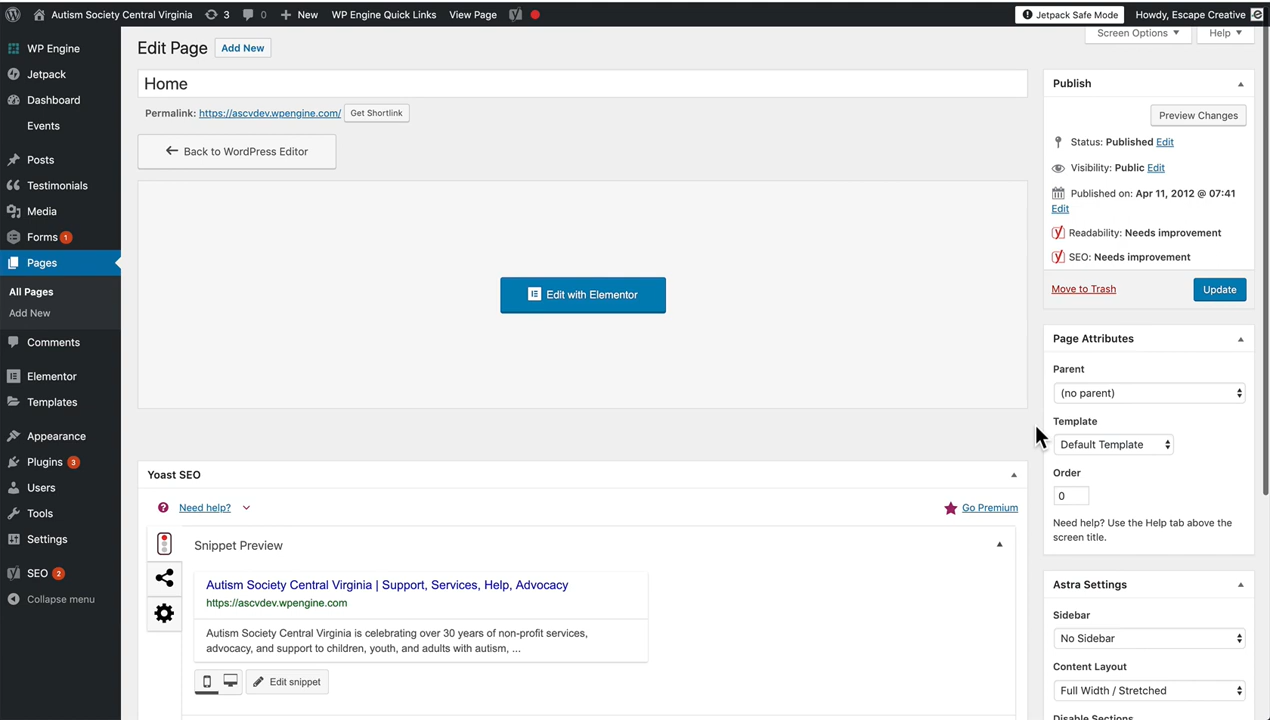 Autism Society Central Virginia 3 0 New WP Engine Quick Links View Page Jetpack Safe Mode Howdy, Escape Creative
WP Engine
Jetpack
Dashboard
Events
Posts
Testimonials
Media
Forms 1
Pages
All Pages
Add New
Comments
Elementor
Templates
Appearance
Plugins 3
Users
Tools
Settings
SEO 2
Collapse menu
Screen Options Help
Edit Page Add New
Home
Permalink: https://ascvdev.wpengine.com/ Get Shortlink
Back to WordPress Editor
Edit with Elementor
Yoast SEO
Need help? Go Premium
Snippet Preview
Autism Society Central Virginia | Support, Services, Help, Advocacy
https://ascvdev.wpengine.com
Autism Society Central Virginia is celebrating over 30 years of non-profit services,
advocacy, and support to children, youth, and adults with autism, ...
Edit snippet
Publish
Preview Changes
Status: Published Edit
Visibility: Public Edit
Published on: Apr 11, 2012 @ 07:41
Edit
Readability: Needs improvement
SEO: Needs improvement
Move to Trash Update
Page Attributes
Parent
(no parent)
Template
Default Template
Order
0
Need help? Use the Help tab above the
screen title.
Astra Settings
Sidebar
No Sidebar
Content Layout
Full Width / Stretched
Disable Sections